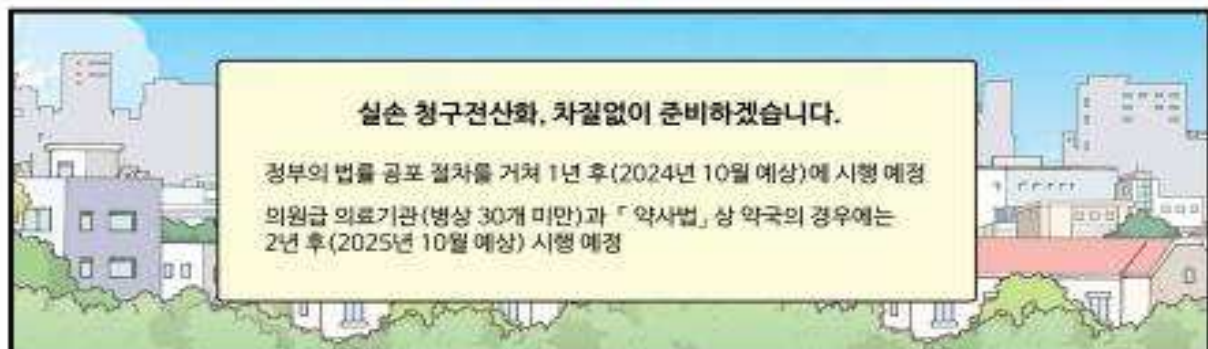 실손 청구전산화, 차질없이 준비하겠습니다.
정부의 법률 공포 절차를 거쳐 1년 후(2024년 10월 예상)에 시행 예정
의원급 의료기관(병상 30개 미만)과 「약사법」상 약국의 경우에는
2년 후(2025년 10월 예상) 시행 예정